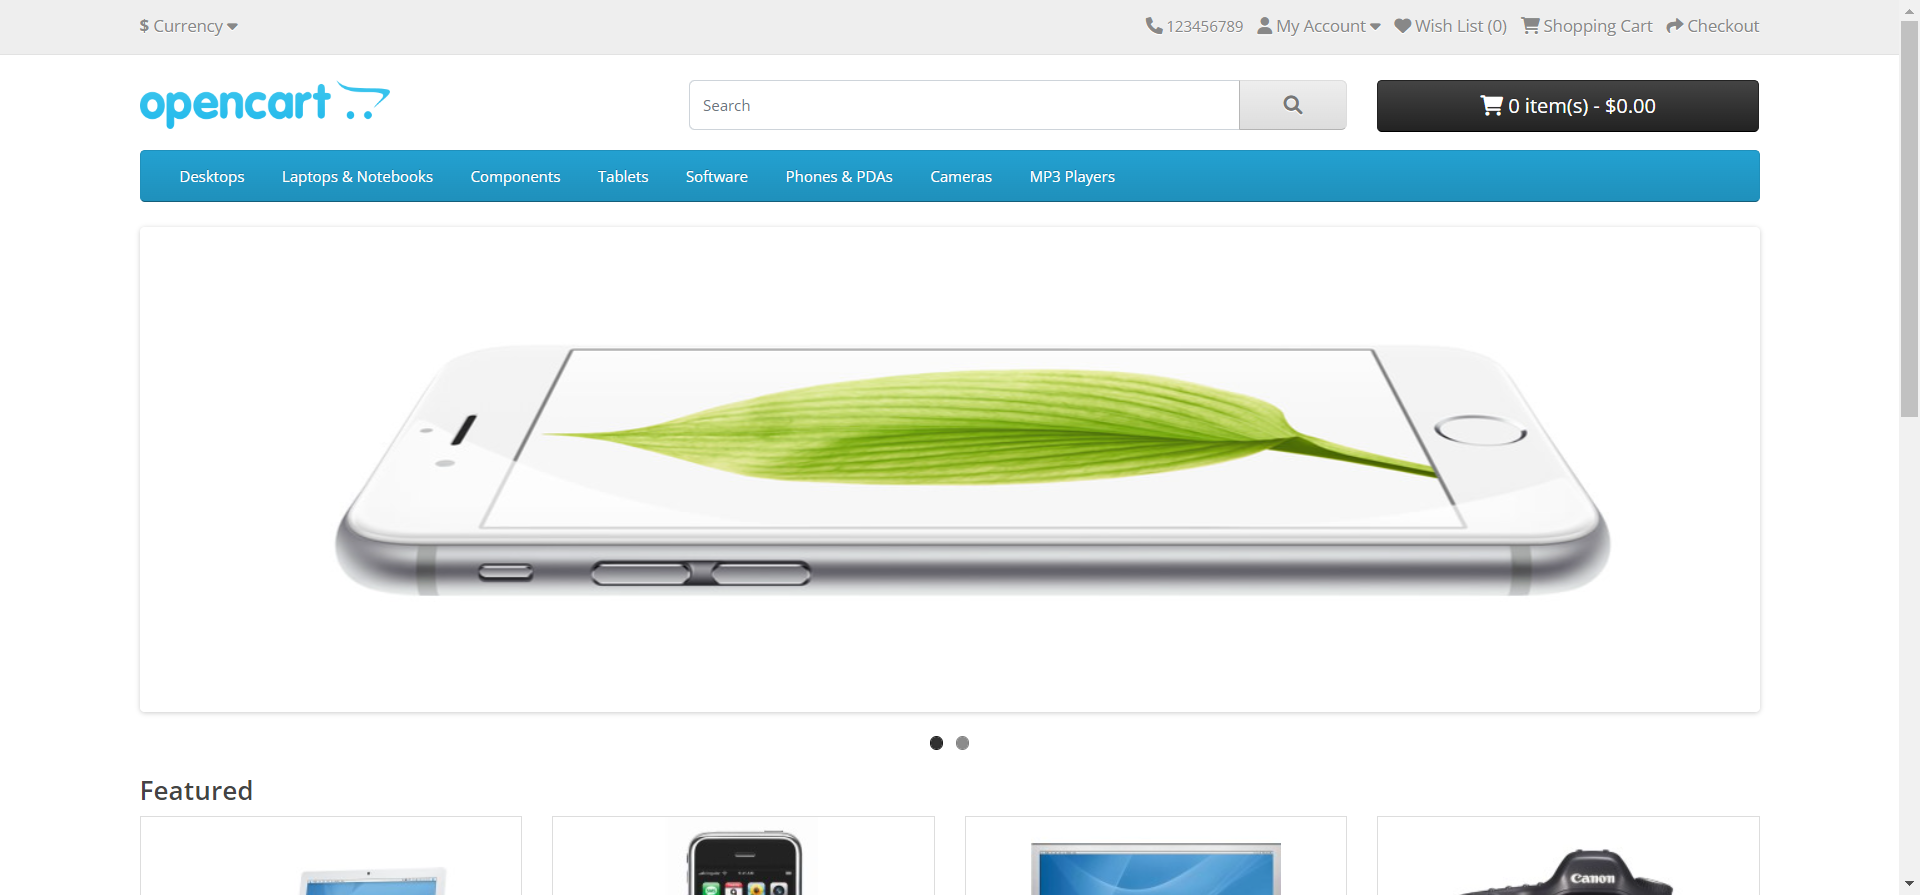 $ Currency
123456789 My Account Wish List (0) Shopping Cart Checkout
opencart
Search
0 item(s) - $0.00
Desktops Laptops & Notebooks Components Tablets Software Phones & PDAs Cameras MP3 Players
Featured
Canon